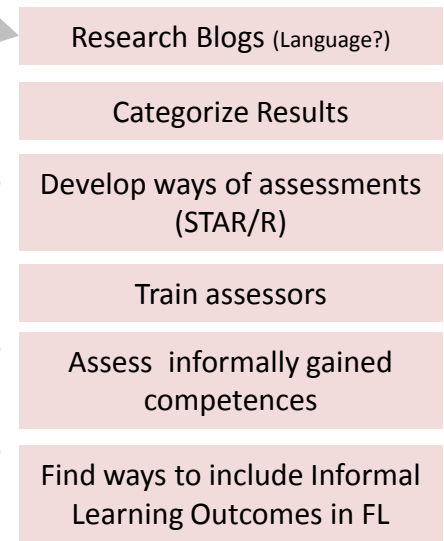 Research Blogs (Language?)
Categorize Results
Develop ways of assessments
(STAR/R)
Train assessors
Assess informally gained
competences
Find ways to include Informal
Learning Outcomes in FL